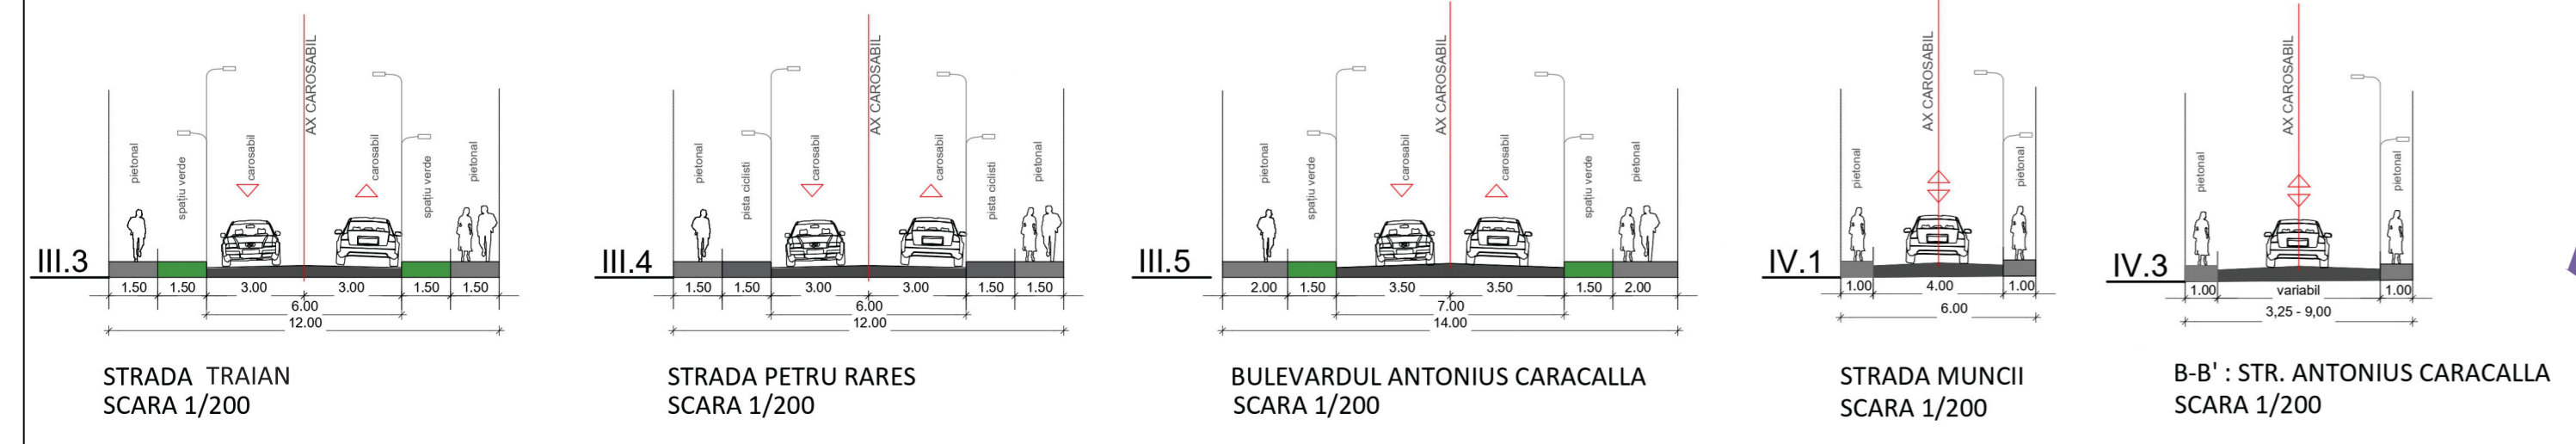 III.3
AX CAROSABIL
pietonal
spațiu verde
carosabil
carosabil
spațiu verde
pietonal
1.50 1.50 3.00 3.00 1.50 1.50
6.00
12.00
STRADA TRAIAN
SCARA 1/200
III.4
AX CAROSABIL
pietonal
pista ciclisti
carosabil
carosabil
pista ciclisti
pietonal
1.50 1.50 3.00 3.00 1.50 1.50
6.00
12.00
STRADA PETRU RARES
SCARA 1/200
III.5
AX CAROSABIL
pietonal
spațiu verde
carosabil
carosabil
spațiu verde
pietonal
2.00 1.50 3.50 3.50 1.50 2.00
7.00
14.00
BULEVARDUL ANTONIUS CARACALLA
SCARA 1/200
IV.1
AX CAROSABIL
pietonal
pietonal
1.00 4.00 1.00
6.00
STRADA MUNCII
SCARA 1/200
IV.3
AX CAROSABIL
pietonal
pietonal
1.00 variabil 1.00
3,25 - 9,00
B-B' : STR. ANTONIUS CARACALLA
SCARA 1/200